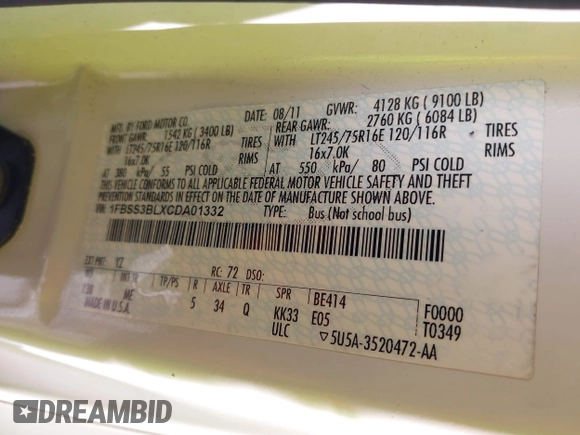 MFD. BY FORD MOTOR CO.
DATE: 08/11 GVWR: 4128 KG ( 9100 LB)
FRONT GAWR: 1542 KG ( 3400 LB) REAR GAWR: 2760 KG ( 6084 LB)
WITH LT245/75R16E 120/116R TIRES WITH LT245/75R16E 120/116R TIRES
16x7.0K RIMS 16x7.0K RIMS
AT 380 kPa/ 55 PSI COLD AT 550 kPa/ 80 PSI COLD
THIS VEHICLE CONFORMS TO ALL APPLICABLE FEDERAL MOTOR VEHICLE SAFETY AND THEFT
PREVENTION STANDARDS IN EFFECT ON THE DATE OF MANUFACTURE SHOWN ABOVE.
VIN: 1FBSS3BLXCDA01332 TYPE: Bus (Not school bus)
EXT PNT: YZ RC: 72 DSO:
WB INT TR TP/PS R AXLE TR SPR BE414 F0000
138 ME 5 34 Q KK33 E05 T0349
MADE IN U.S.A. ULC ▽5U5A-3520472-AA
DREAMBID